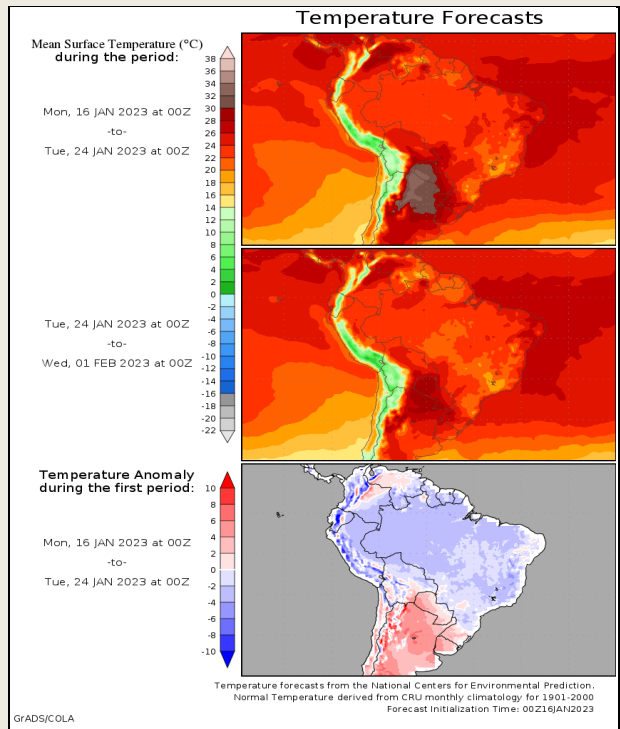 Temperature Forecasts
Mean Surface Temperature (°C)
during the period:
Mon, 16 JAN 2023 at 00Z
-to-
Tue, 24 JAN 2023 at 00Z
38
36
34
32
30
28
26
24
22
20
18
16
14
12
10
8
6
4
2
0
-2
-4
-6
-8
-10
-12
-14
-16
-18
-20
-22
Tue, 24 JAN 2023 at 00Z
-to-
Wed, 01 FEB 2023 at 00Z
Temperature Anomaly
during the first period:
Mon, 16 JAN 2023 at 00Z
-to-
Tue, 24 JAN 2023 at 00Z
10
8
6
4
2
0
-2
-4
-6
-8
-10
Temperature forecasts from the National Centers for Environmental Prediction.
Normal Temperature derived from CRU monthly climatology for 1901-2000
Forecast Initialization Time: 00Z16JAN2023
GrADS/COLA